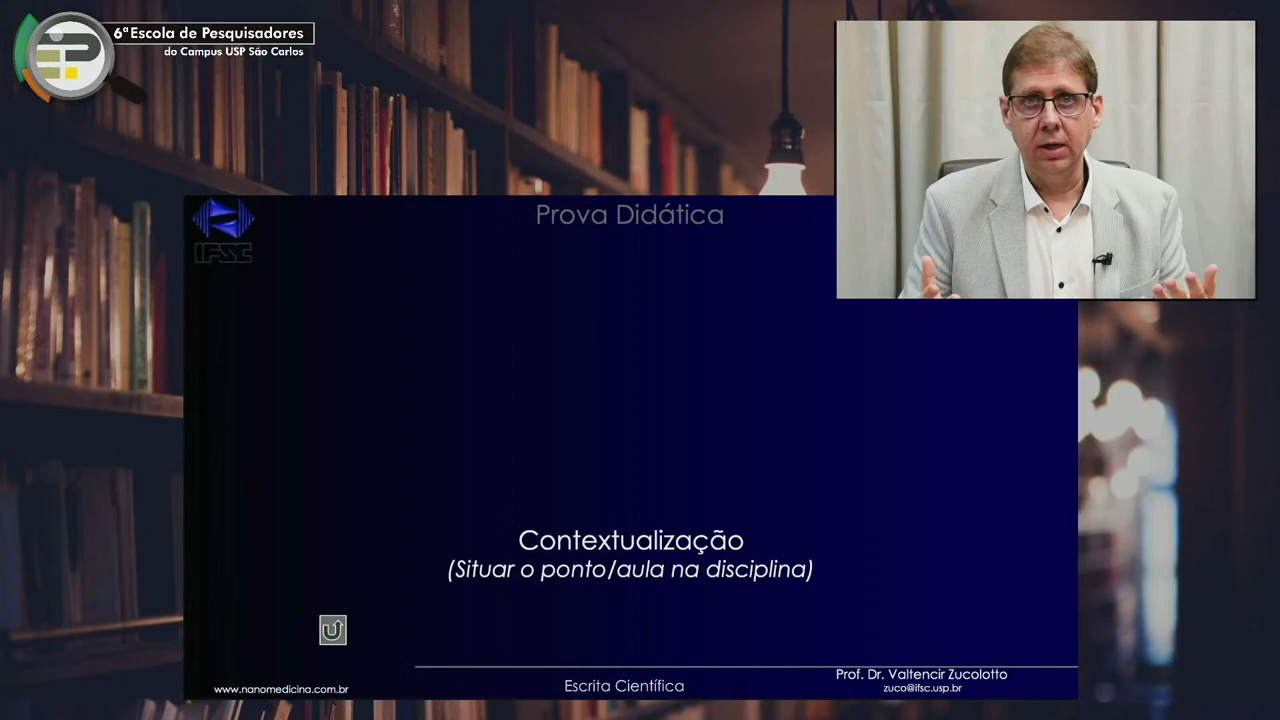 6ª Escola de Pesquisadores
do Campus USP São Carlos
Prova Didática
IFSC
Contextualização
(Situar o ponto/aula na disciplina)
www.nanomedicina.com.br
Escrita Científica
Prof. Dr. Valtencir Zucolotto
zuco@ifsc.usp.br